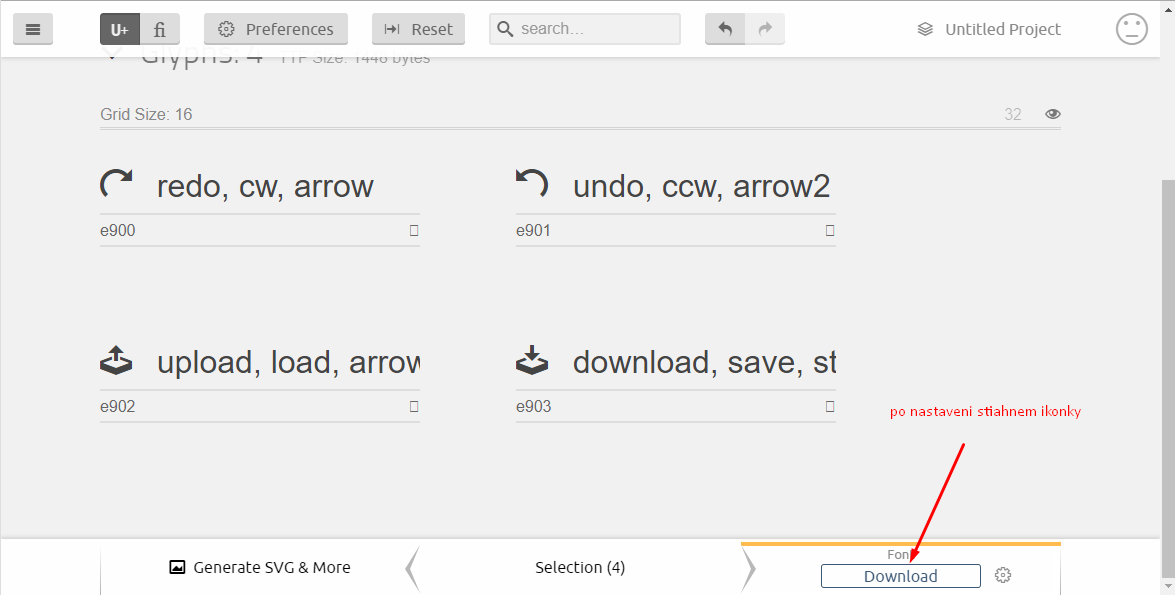 U+ fi Preferences Reset search... Untitled Project
Glyphs: 4 TTF Size: 1448 bytes
Grid Size: 16 32
redo, cw, arrow undo, ccw, arrow2
e900 e901
upload, load, arrow download, save, st
e902 e903
po nastaveni stiahnem ikonky
Generate SVG & More Selection (4) Font
Download